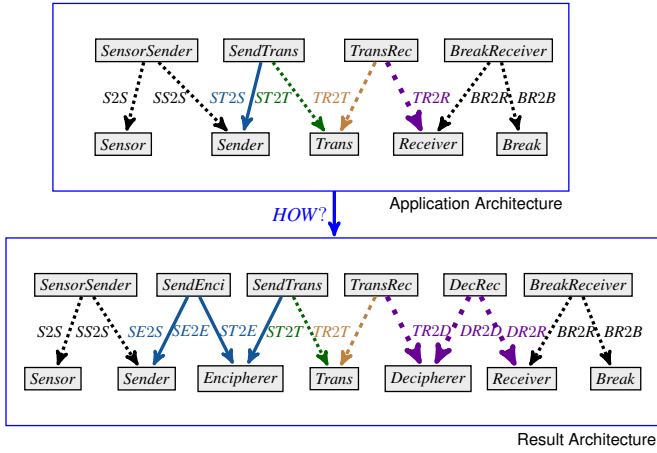 SensorSender SendTrans TransRec BreakReceiver
S2S SS2S ST2S ST2T TR2T TR2R BR2R BR2B
Sensor Sender Trans Receiver Break
Application Architecture
HOW?
SensorSender SendEnci SendTrans TransRec DecRec BreakReceiver
S2S SS2S SE2S SE2E ST2E ST2T TR2T TR2D DR2D DR2R BR2R BR2B
Sensor Sender Encipherer Trans Decipherer Receiver Break
Result Architecture